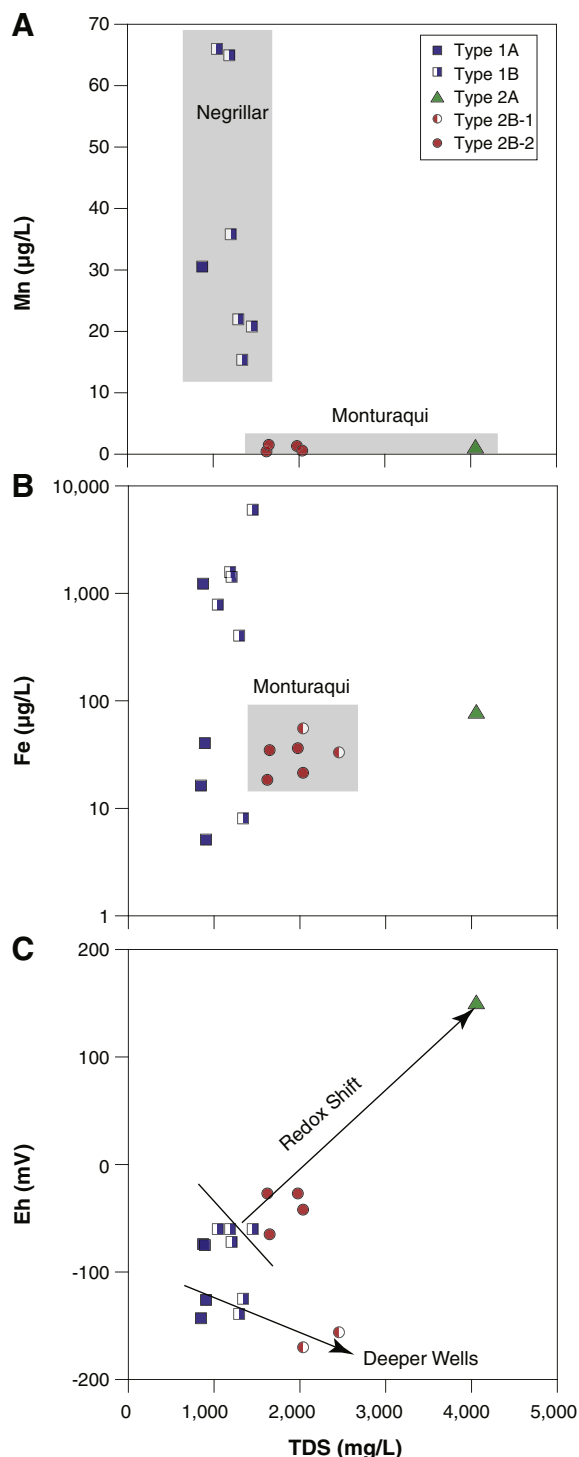 A
70
60
50
40
30
20
10
0
Mn (µg/L)
Negrillar
Monturaqui
Type 1A
Type 1B
Type 2A
Type 2B-1
Type 2B-2
B
10,000
1,000
100
10
1
Fe (µg/L)
Monturaqui
C
200
100
0
-100
-200
Eh (mV)
Redox Shift
Deeper Wells
0
1,000
2,000
3,000
4,000
5,000
TDS (mg/L)